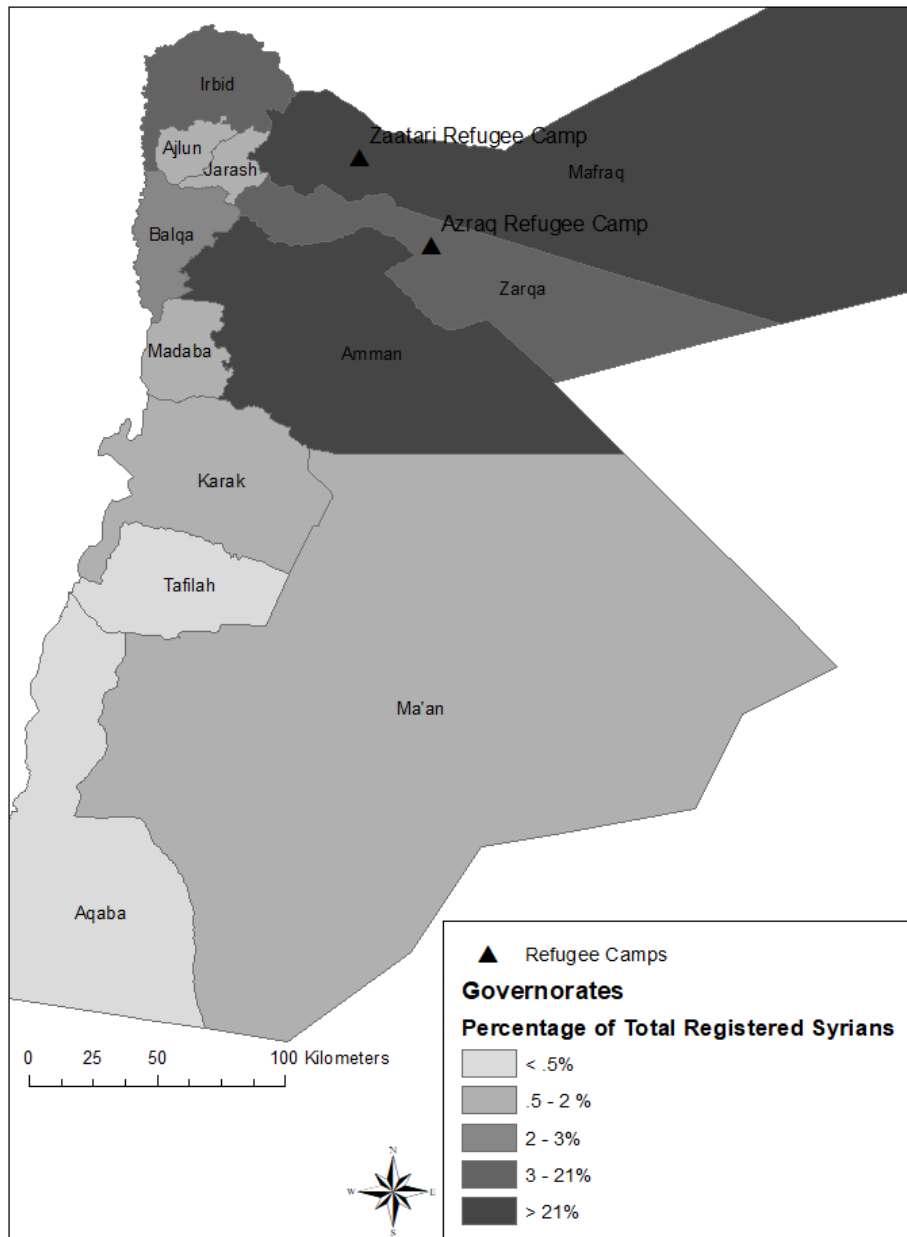 Irbid
Zaatari Refugee Camp
Ajlun
Jarash
Mafraq
Azraq Refugee Camp
Balqa
Zarqa
Madaba
Amman
Karak
Tafilah
Ma'an
Aqaba
Refugee Camps
Governorates
Percentage of Total Registered Syrians
0 25 50 100 Kilometers
< .5%
.5 - 2 %
2 - 3%
3 - 21%
> 21%
N
W E
S